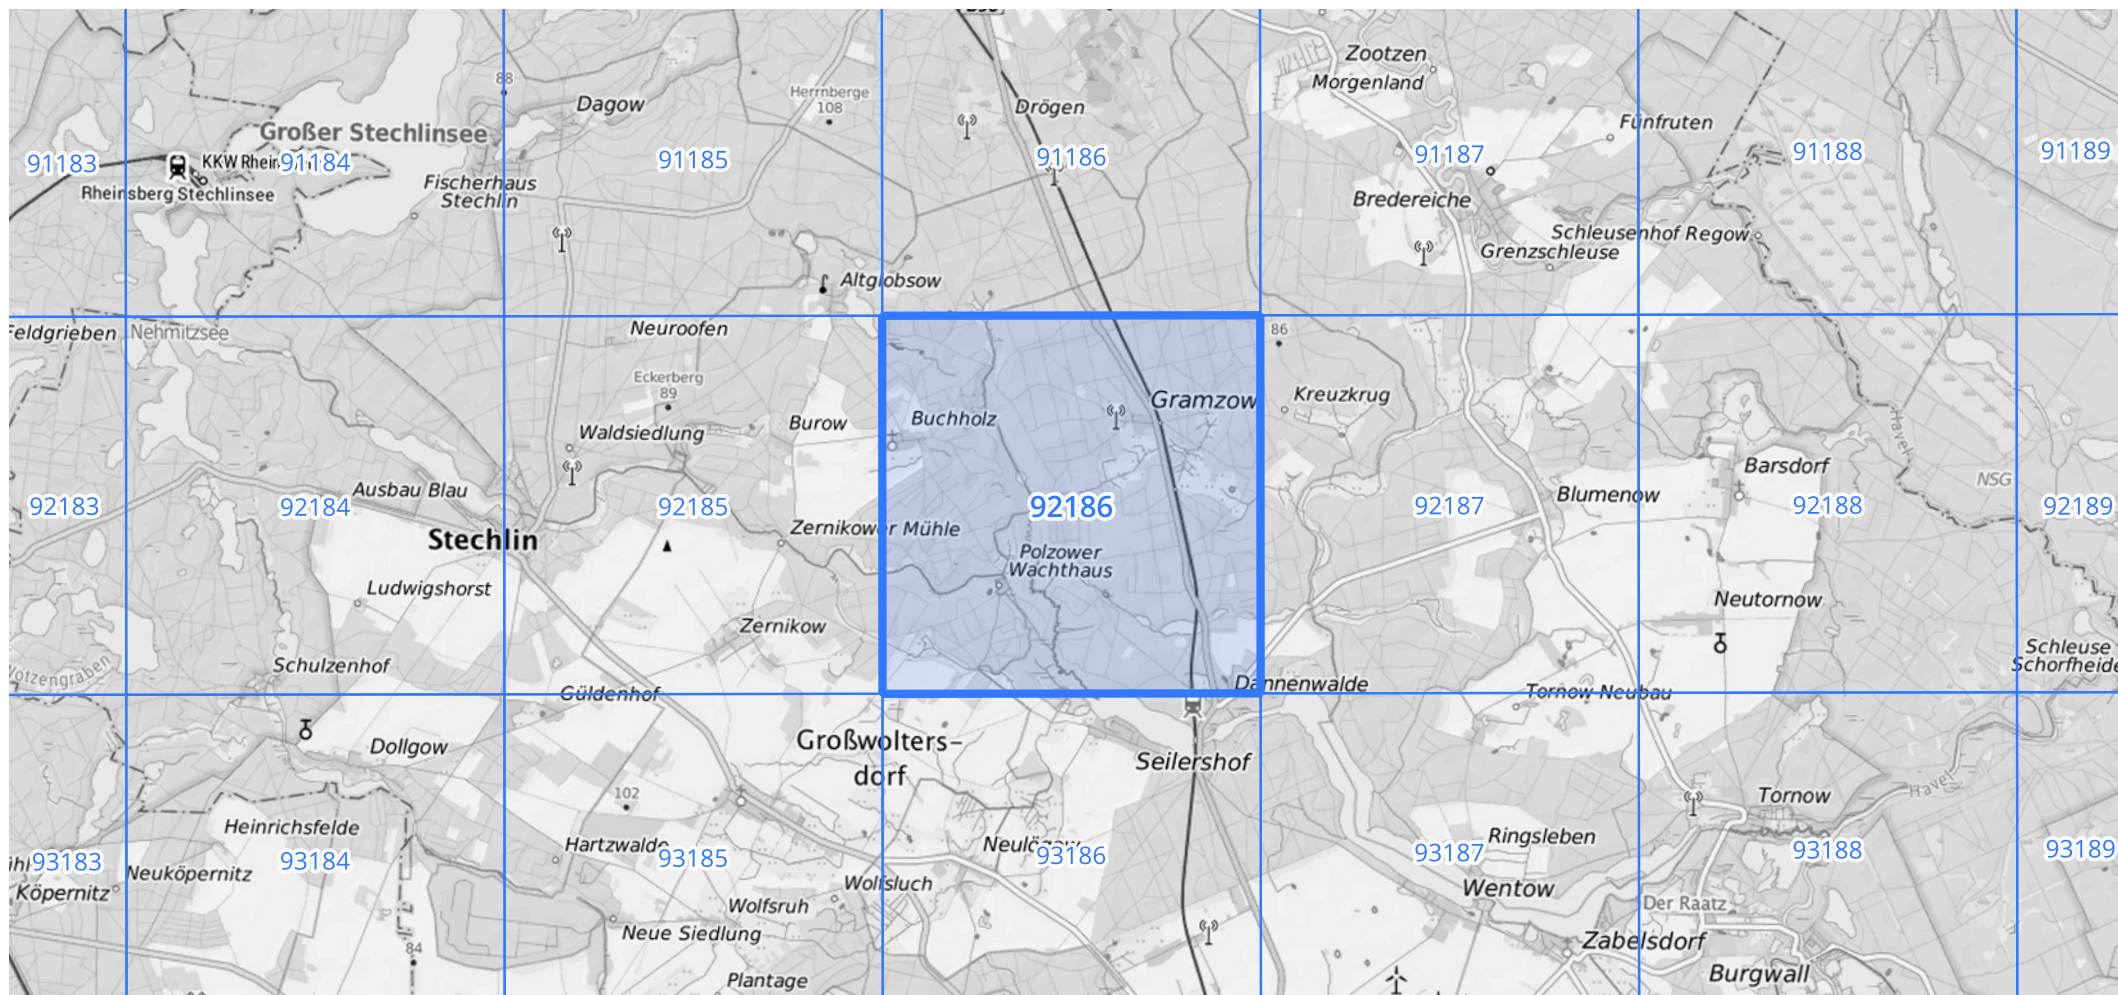 Zootzen
Morgenland
Dagow
Herrnberge
108
Drögen
88
Großer Stechlinsee
Fünfruten
91183
KKW Rhein
91184
91185
91186
91187
91188
91189
Rheinsberg Stechlinsee
Fischerhaus
Stechlin
Bredereiche
Schleusenhof Regow
Grenzschleuse
Altglobsow
Feldgrieben
Nehmitzsee
Neuroofen
86
Eckerberg
89
Kreuzkrug
Gramzow
Buchholz
Burow
Waldsiedlung
Havel
Barsdorf
NSG
Ausbau Blau
Blumenow
92183
92184
92185
92186
92187
92188
92189
Stechlin
Zernikower Mühle
Polzower
Wachthaus
Ludwigshorst
Neutornow
Zernikow
Schleuse
Schorfheide
Schulzenhof
Wotzengraben
Güldenhof
Dannenwalde
Tornow Neubau
Dollgow
Großwolters-
dorf
Seilershof
102
Tornow
Havel
Heinrichsfelde
Hartzwalde
Ringsleben
93183
93184
93185
93186
93187
93188
93189
Köpernitz
Neuköpernitz
Wolfsluch
Wentow
Wolfsruh
Der Raatz
Neue Siedlung
84
Zabelsdorf
Plantage
Burgwall